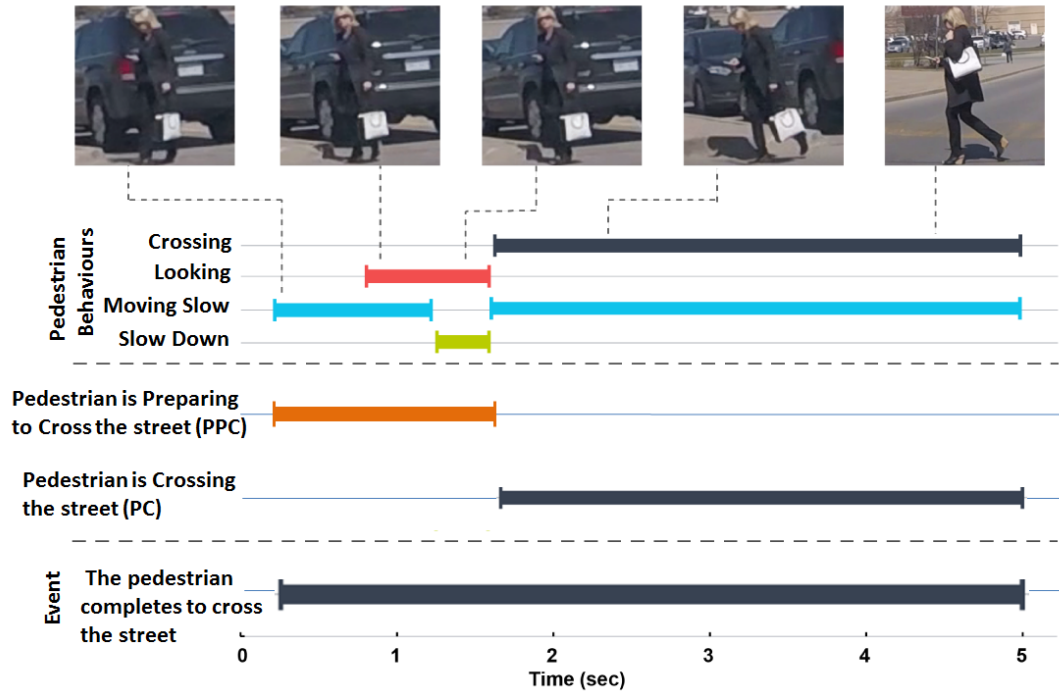 Pedestrian
Behaviours
Crossing
Looking
Moving Slow
Slow Down
Pedestrian is Preparing
to Cross the street (PPC)
Pedestrian is Crossing
the street (PC)
Event
The pedestrian
completes to cross
the street
0 1 2 3 4 5
Time (sec)